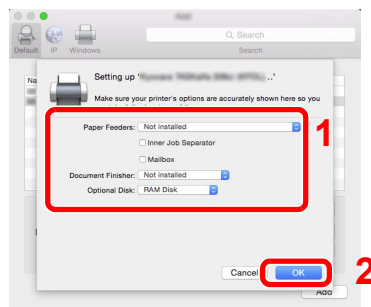 Search
Default IP Windows Search
Na
Setting up '
..'
Make sure your printer's options are accurately shown here so you
Paper Feeders: Not installed
1
Inner Job Separator
Mailbox
Document Finisher: Not installed
Optional Disk: RAM Disk
Cancel OK
2
Add